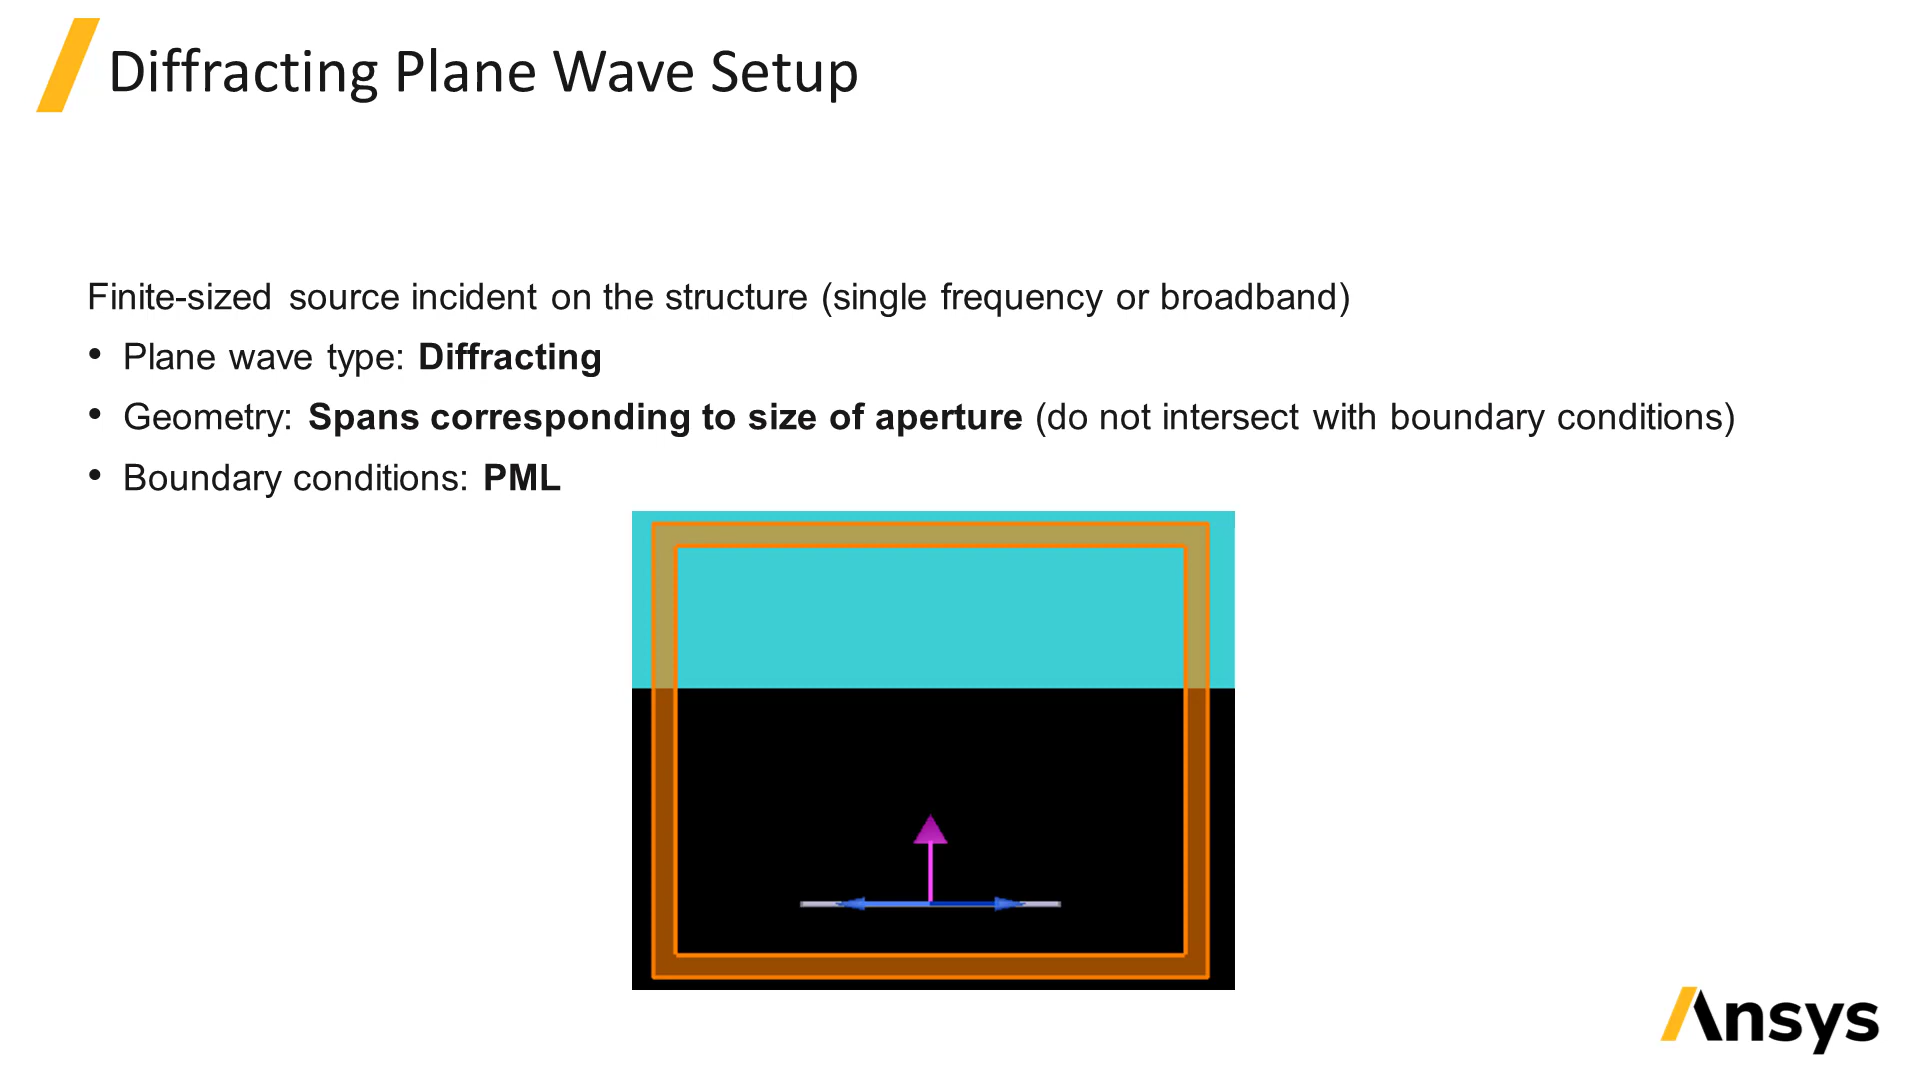 Diffracting Plane Wave Setup
Finite-sized source incident on the structure (single frequency or broadband)
• Plane wave type: Diffracting
• Geometry: Spans corresponding to size of aperture (do not intersect with boundary conditions)
• Boundary conditions: PML
Ansys